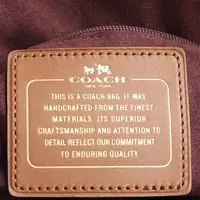 COACH
NEW YORK
THIS IS A COACH BAG. IT WAS
HANDCRAFTED FROM THE FINEST
MATERIALS. ITS SUPERIOR
CRAFTSMANSHIP AND ATTENTION TO
DETAIL REFLECT OUR COMMITMENT
TO ENDURING QUALITY.